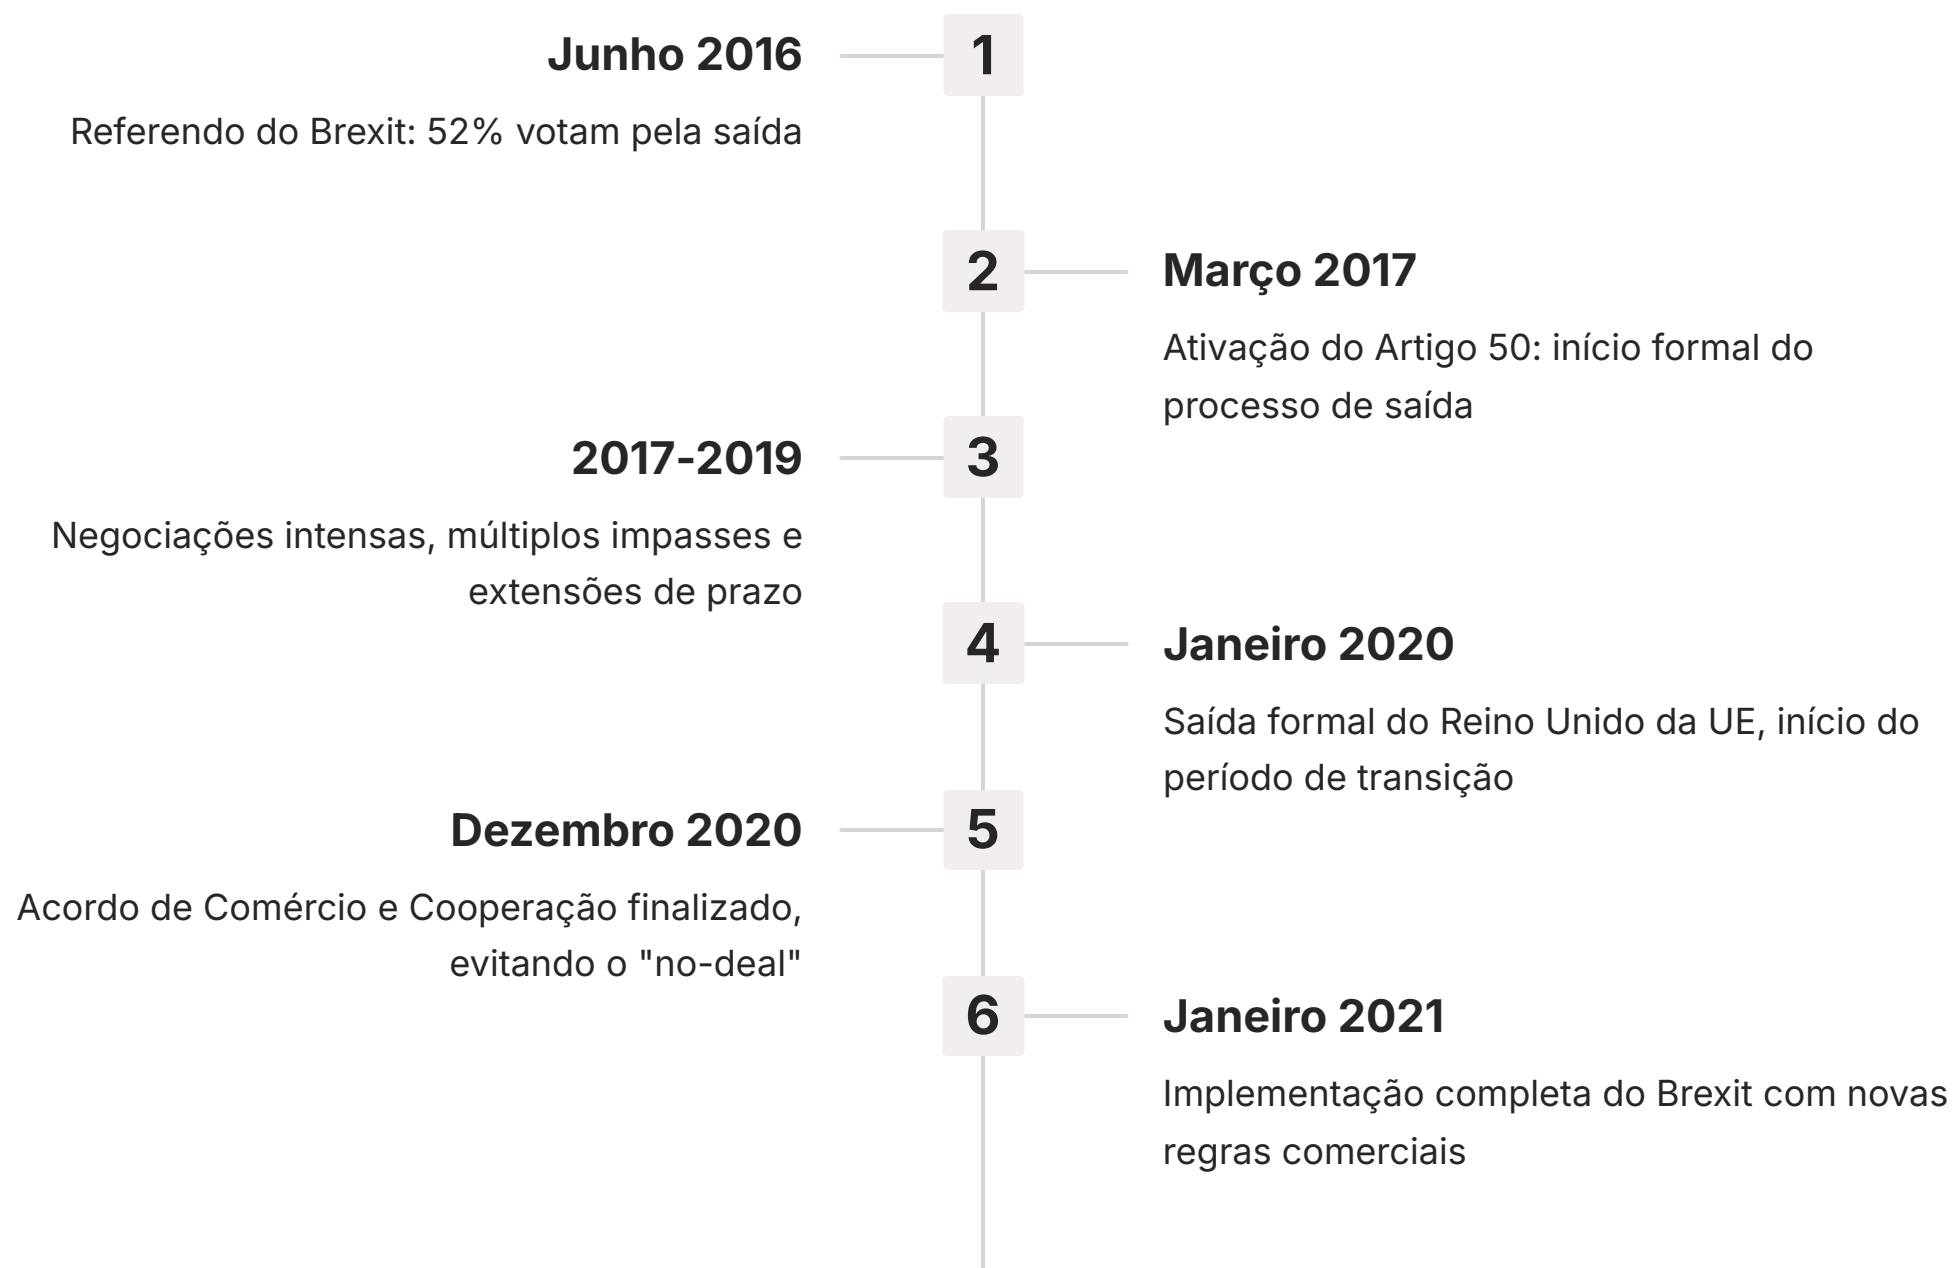 1
Junho 2016
Referendo do Brexit: 52% votam pela saída
2
Março 2017
Ativação do Artigo 50: início formal do
processo de saída
3
2017-2019
Negociações intensas, múltiplos impasses e
extensões de prazo
4
Janeiro 2020
Saída formal do Reino Unido da UE, início do
período de transição
5
Dezembro 2020
Acordo de Comércio e Cooperação finalizado,
evitando o "no-deal"
6
Janeiro 2021
Implementação completa do Brexit com novas
regras comerciais